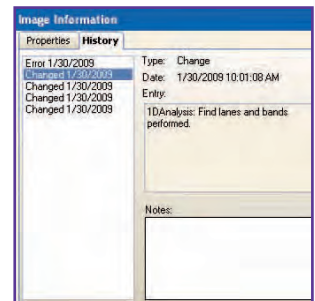 Image Information
Properties History
Error 1/30/2009
Changed 1/30/2009
Changed 1/30/2009
Changed 1/30/2009
Changed 1/30/2009
Type: Change
Date: 1/30/2009 10:01:08 AM
Entry:
1DAnalysis: Find lanes and bands
performed.
Notes: